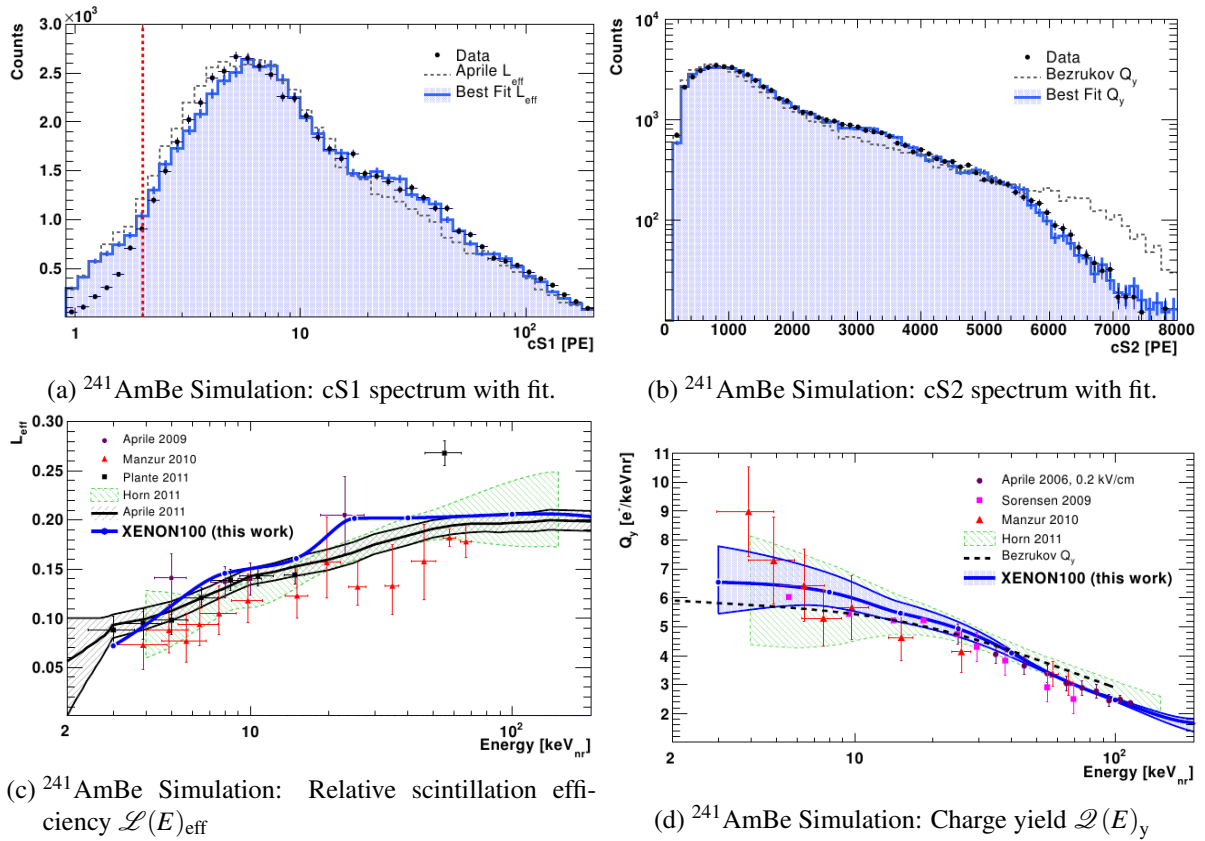 ×10³
3.0
2.5
2.0
1.5
1.0
0.5
Counts
Data
Aprile L_eff
Best Fit L_eff
1
10
10²
cS1 [PE]
(a) ²⁴¹AmBe Simulation: cS1 spectrum with fit.
10⁴
10³
10²
Counts
Data
Bezrukov Q_y
Best Fit Q_y
0 1000 2000 3000 4000 5000 6000 7000 8000
cS2 [PE]
(b) ²⁴¹AmBe Simulation: cS2 spectrum with fit.
0.30
0.25
0.20
0.15
0.10
0.05
L_eff
Aprile 2009
Manzur 2010
Plante 2011
Horn 2011
Aprile 2011
XENON100 (this work)
2 10 10²
Energy [keV_nr]
(c) ²⁴¹AmBe Simulation: Relative scintillation effi-
ciency ℒ(E)_eff
11
10
9
8
7
6
5
4
3
2
Q_y [e⁻/keVnr]
Aprile 2006, 0.2 kV/cm
Sorensen 2009
Manzur 2010
Horn 2011
Bezrukov Q_y
XENON100 (this work)
2 10 10²
Energy [keV_nr]
(d) ²⁴¹AmBe Simulation: Charge yield 𝒬(E)_y